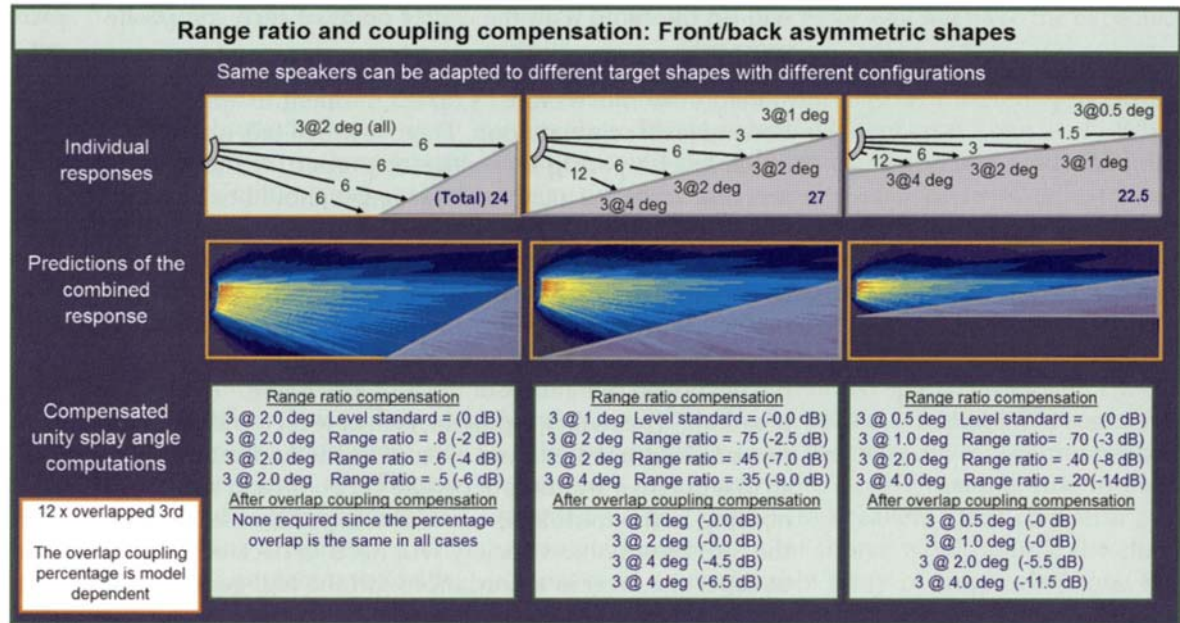 Range ratio and coupling compensation: Front/back asymmetric shapes
Same speakers can be adapted to different target shapes with different configurations
Individual
responses
3@2 deg (all)
6
6
6
6
(Total) 24
3@1 deg
3
6
6
12
3@2 deg
3@2 deg
3@4 deg
27
3@0.5 deg
1.5
3
6
12
3@1 deg
3@2 deg
3@4 deg
22.5
Predictions of the
combined
response
Compensated
unity splay angle
computations
Range ratio compensation
3 @ 2.0 deg Level standard = (0 dB)
3 @ 2.0 deg Range ratio = .8 (-2 dB)
3 @ 2.0 deg Range ratio = .6 (-4 dB)
3 @ 2.0 deg Range ratio = .5 (-6 dB)
After overlap coupling compensation
None required since the percentage
overlap is the same in all cases
Range ratio compensation
3 @ 1 deg Level standard = (-0.0 dB)
3 @ 2 deg Range ratio = .75 (-2.5 dB)
3 @ 2 deg Range ratio = .45 (-7.0 dB)
3 @ 4 deg Range ratio = .35 (-9.0 dB)
After overlap coupling compensation
3 @ 1 deg (-0.0 dB)
3 @ 2 deg (-0.0 dB)
3 @ 4 deg (-4.5 dB)
3 @ 4 deg (-6.5 dB)
Range ratio compensation
3 @ 0.5 deg Level standard = (0 dB)
3 @ 1.0 deg Range ratio= .70 (-3 dB)
3 @ 2.0 deg Range ratio = .40 (-8 dB)
3 @ 4.0 deg Range ratio = .20(-14dB)
After overlap coupling compensation
3 @ 0.5 deg (-0 dB)
3 @ 1.0 deg (-0 dB)
3 @ 2.0 deg (-5.5 dB)
3 @ 4.0 deg (-11.5 dB)
12 x overlapped 3rd
The overlap coupling
percentage is model
dependent